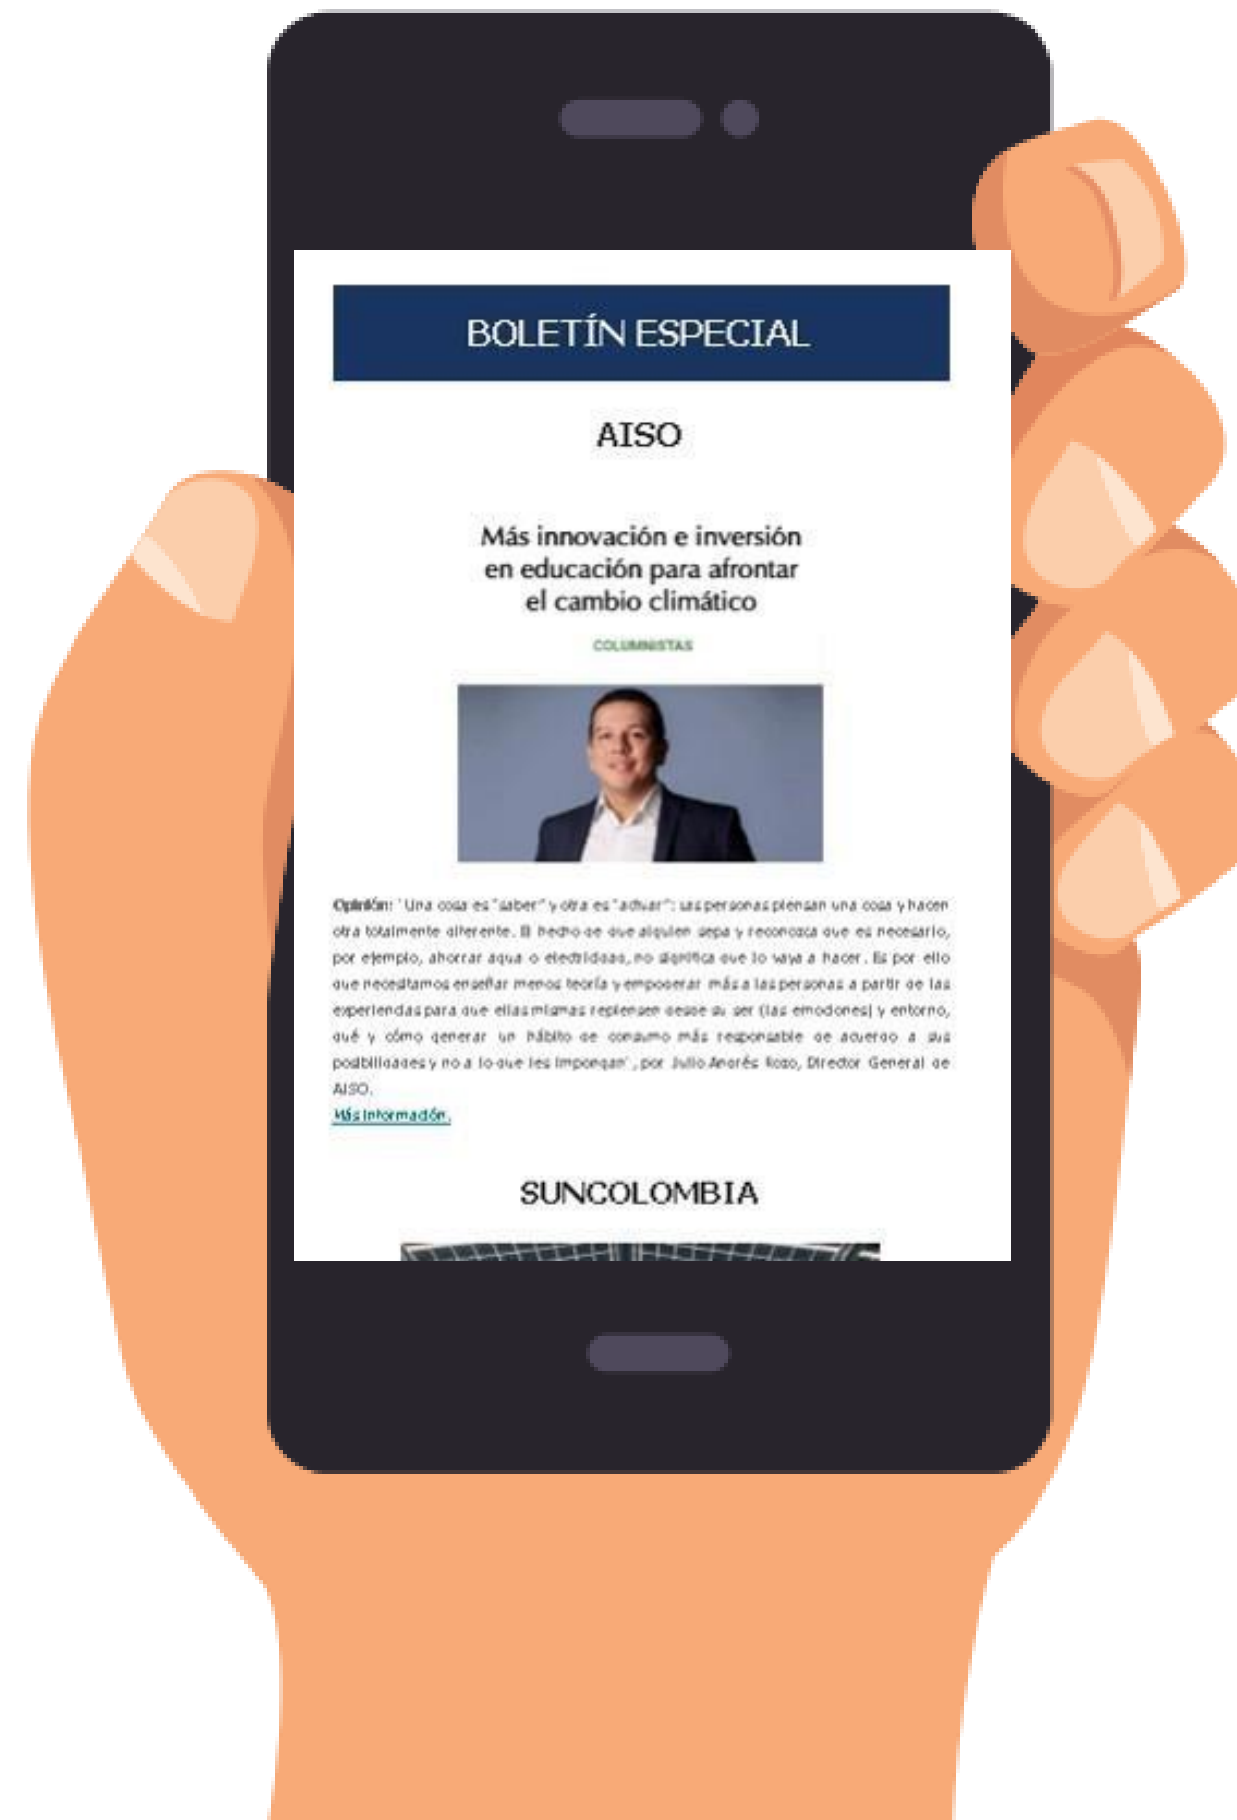 BOLETÍN ESPECIAL
AISO
Más innovación e inversión
en educación para afrontar
el cambio climático
COLUMNISTAS
Opinión: "Una cosa es "saber" y otra es "actuar": Las personas piensan una cosa y hacen
otra totalmente diferente. El hecho de que alguien sepa y reconozca que es necesario,
por ejemplo, ahorrar agua o electricidad, no significa que lo vaya a hacer. Es por ello
que necesitamos enseñar menos teoría y empoderar más a las personas a partir de las
experiencias para que ellas mismas replensen desde su ser (las emociones) y entorno,
qué y cómo generar un hábito de consumo más responsable de acuerdo a sus
posibilidades y no a lo que les impongan", por Julio Andrés Rozo, Director General de
AISO.
Más información.
SUNCOLOMBIA